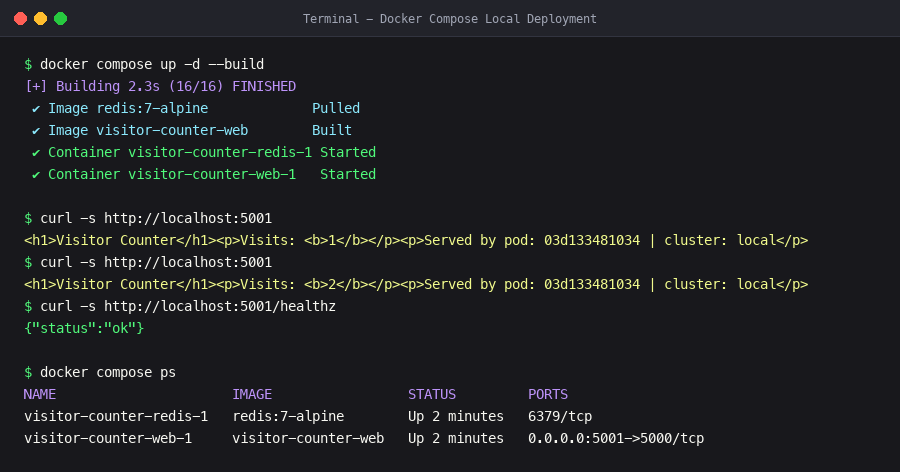 Terminal — Docker Compose Local Deployment
$ docker compose up -d --build
[+] Building 2.3s (16/16) FINISHED
✔ Image redis:7-alpine Pulled
✔ Image visitor-counter-web Built
✔ Container visitor-counter-redis-1 Started
✔ Container visitor-counter-web-1 Started
$ curl -s http://localhost:5001
<h1>Visitor Counter</h1><p>Visits: <b>1</b></p><p>Served by pod: 03d133481034 | cluster: local</p>
$ curl -s http://localhost:5001
<h1>Visitor Counter</h1><p>Visits: <b>2</b></p><p>Served by pod: 03d133481034 | cluster: local</p>
$ curl -s http://localhost:5001/healthz
{"status":"ok"}
$ docker compose ps
NAME IMAGE STATUS PORTS
visitor-counter-redis-1 redis:7-alpine Up 2 minutes 6379/tcp
visitor-counter-web-1 visitor-counter-web Up 2 minutes 0.0.0.0:5001->5000/tcp